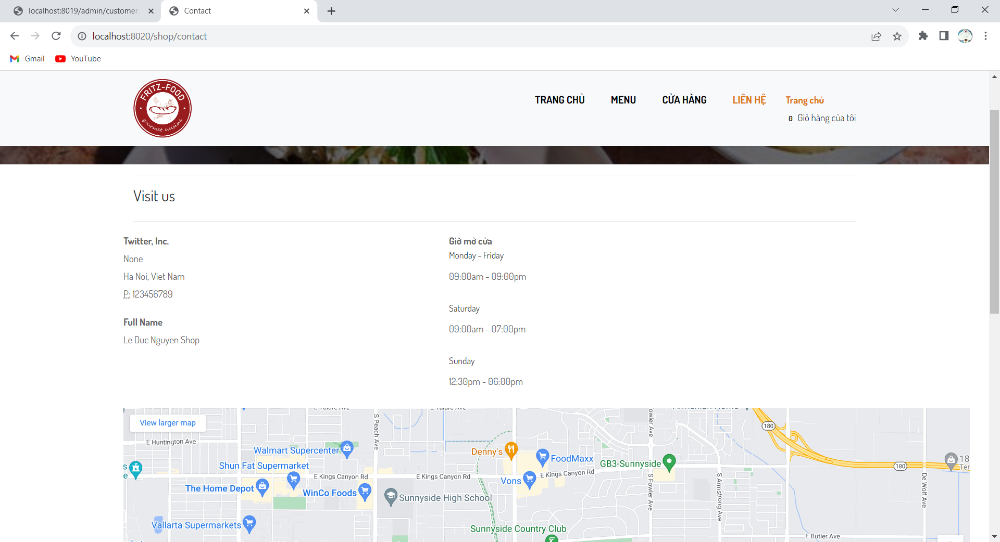 localhost:8019/admin/customer-
Contact
localhost:8020/shop/contact
Gmail
YouTube
FRITZ-FOOD
gourmet cuisine
TRANG CHỦ
MENU
CỬA HÀNG
LIÊN HỆ
Trang chủ
0 Giỏ hàng của tôi
Visit us
Twitter, Inc.
None
Ha Noi, Viet Nam
P: 123456789
Full Name
Le Duc Nguyen Shop
Giờ mở cửa
Monday - Friday
09:00am - 09:00pm
Saturday
09:00am - 07:00pm
Sunday
12:30pm - 06:00pm
View larger map
E Tulare Ave
E Tulare Ave
Armenian Home
S Peach Ave
Fowler Ave
180
E Huntington Ave
Walmart Supercenter
Denny's
FoodMaxx
GB3-Sunnyside
180
18
Shun Fat Supermarket
E Kings Canyon Rd
E Kings Canyon Rd
E Kings Canyon Rd
Vons
The Home Depot
WinCo Foods
Sunnyside High School
S Fowler Ave
S Armstrong Ave
De Wolf Ave
Vallarta Supermarkets
Sunnyside Country Club
E Butler Ave